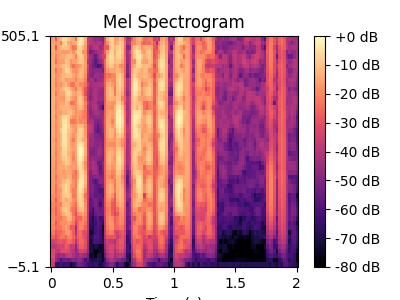 Mel Spectrogram
505.1
−5.1
0
0.5
1
1.5
2
+0 dB
-10 dB
-20 dB
-30 dB
-40 dB
-50 dB
-60 dB
-70 dB
-80 dB